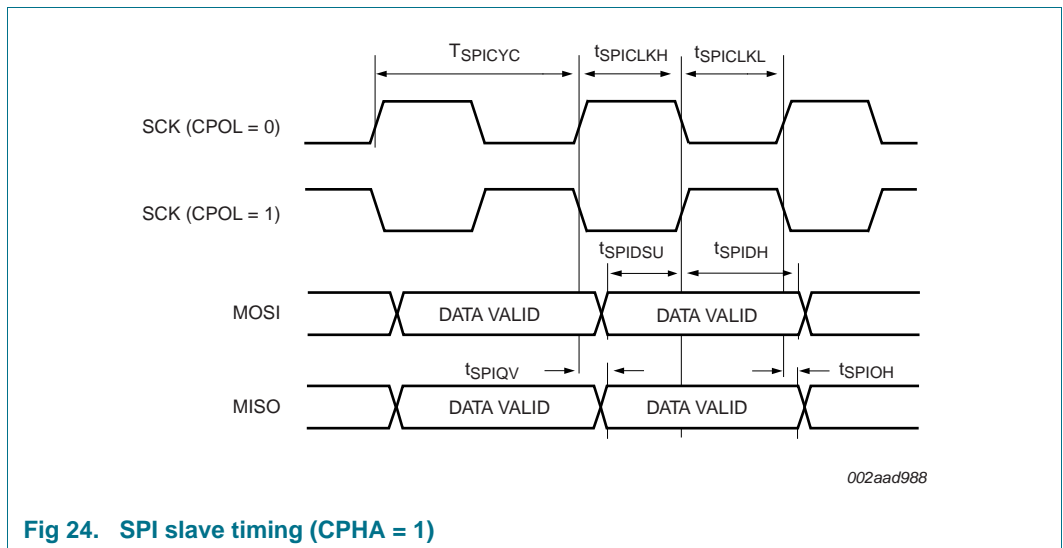 TSPICYC tSPICLKH tSPICLKL
SCK (CPOL = 0)
SCK (CPOL = 1)
tSPIDSU tSPIDH
MOSI DATA VALID DATA VALID
tSPIQV tSPIOH
MISO DATA VALID DATA VALID
002aad988
Fig 24. SPI slave timing (CPHA = 1)